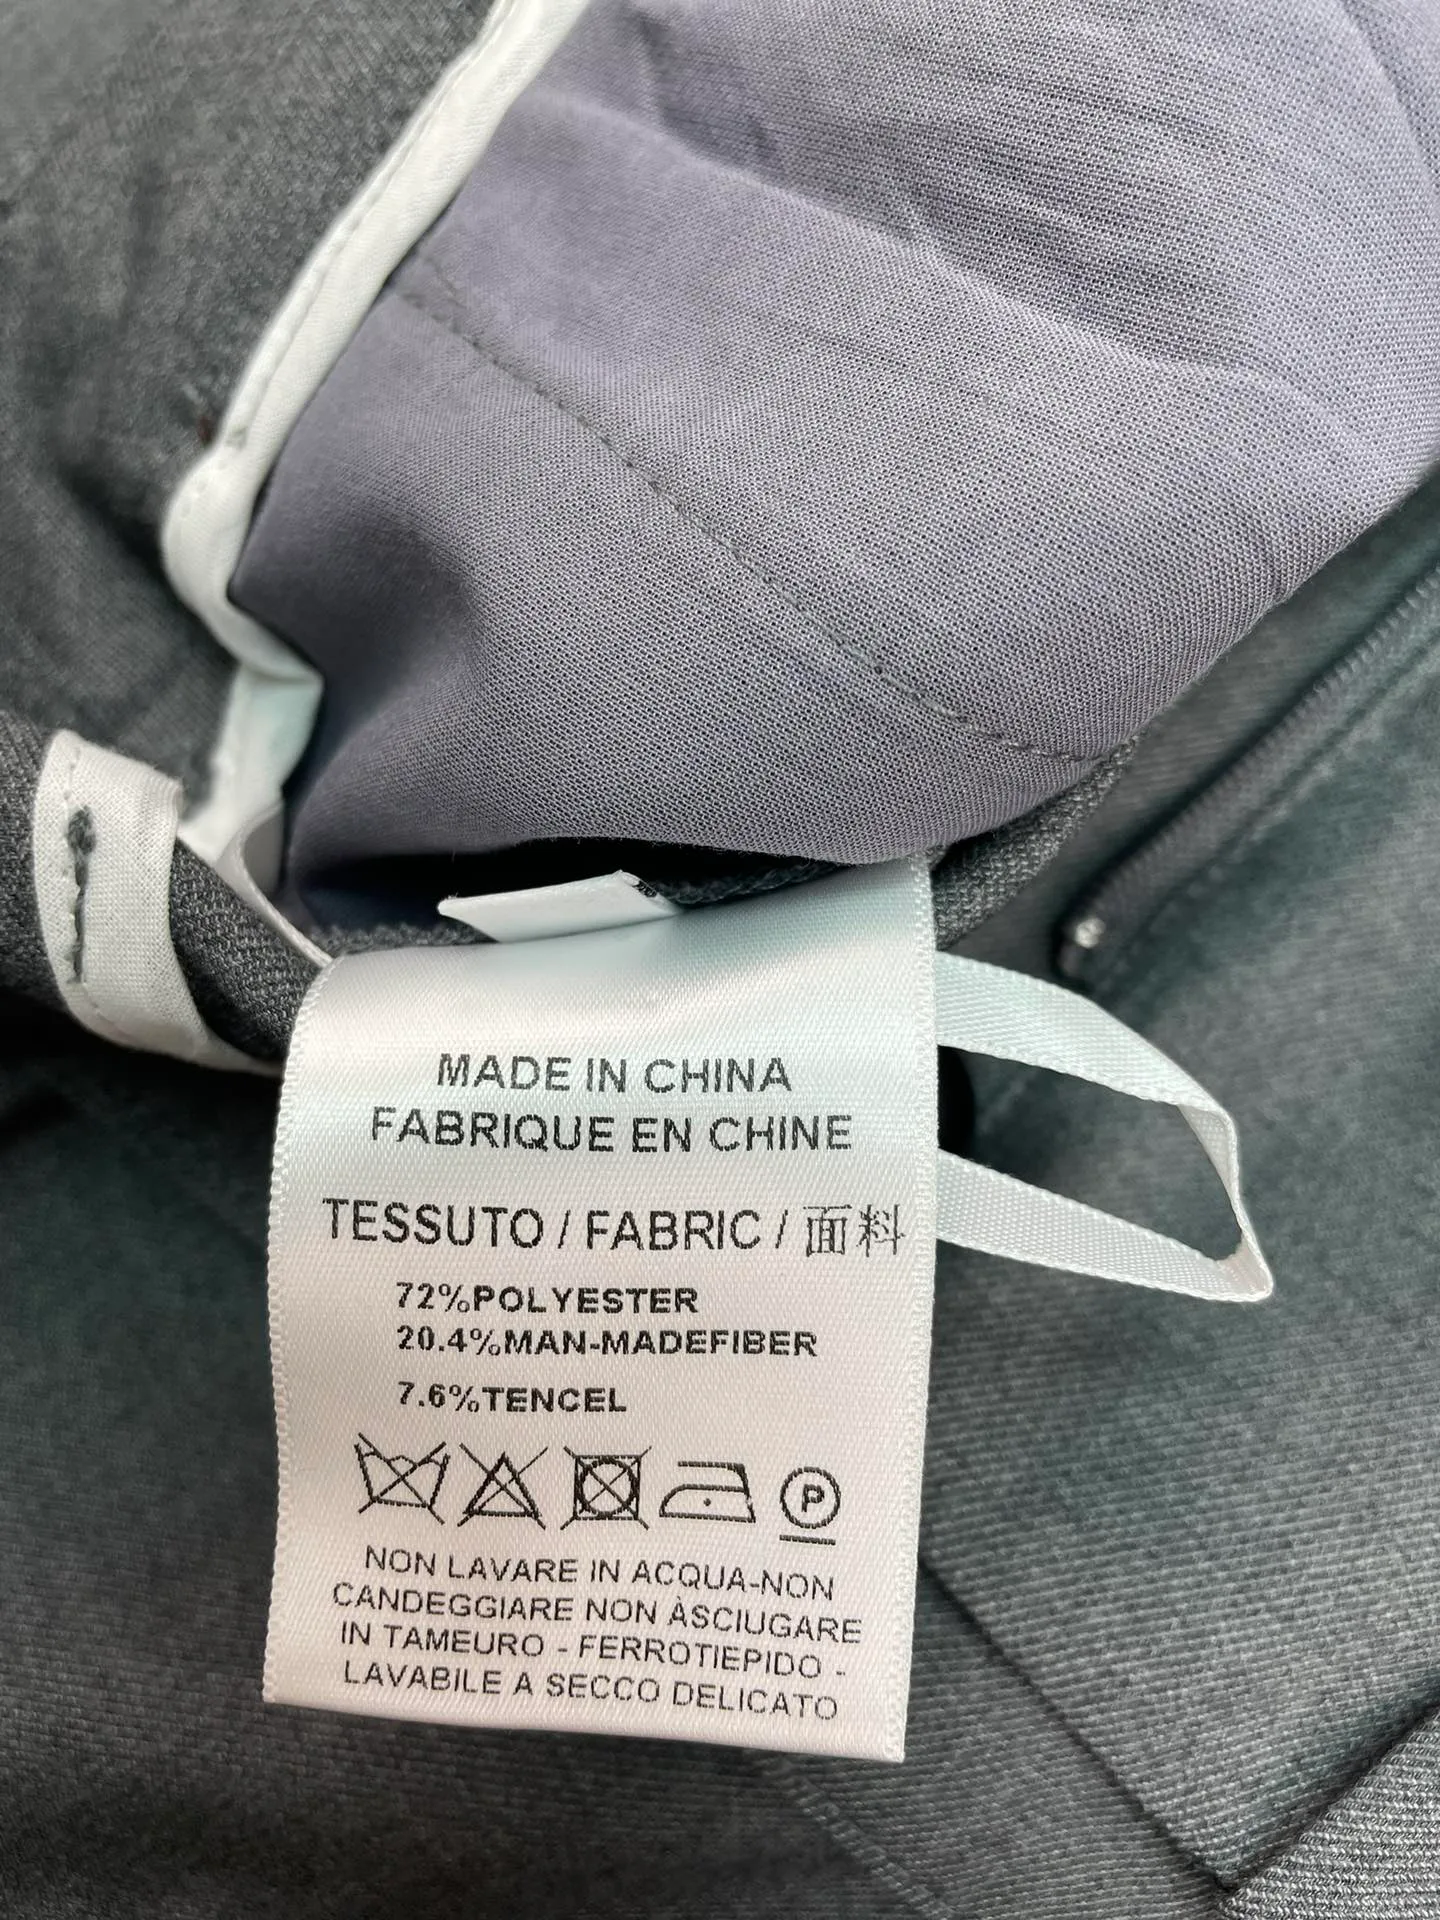 MADE IN CHINA
FABRIQUE EN CHINE
TESSUTO / FABRIC / 面料
72%POLYESTER
20.4%MAN-MADEFIBER
7.6%TENCEL
P
NON LAVARE IN ACQUA-NON
CANDEGGIARE NON ÀSCIUGARE
IN TAMEURO - FERROTIEPIDO -
LAVABILE A SECCO DELICATO